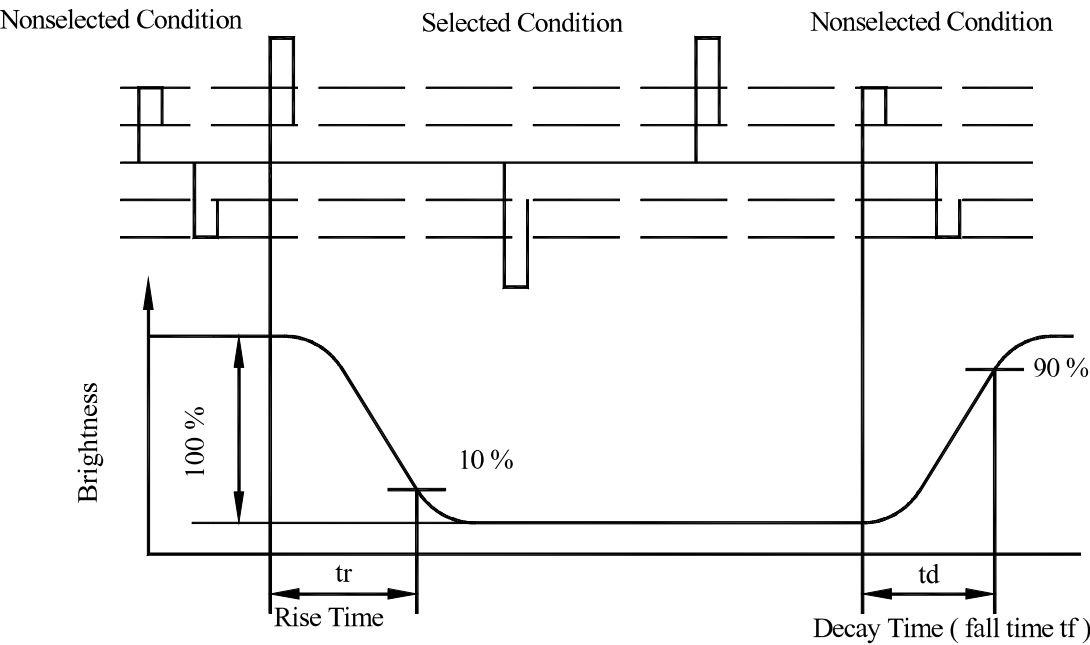 Nonselected Condition
Selected Condition
Nonselected Condition
Brightness
100 %
10 %
90 %
tr
Rise Time
td
Decay Time ( fall time tf )